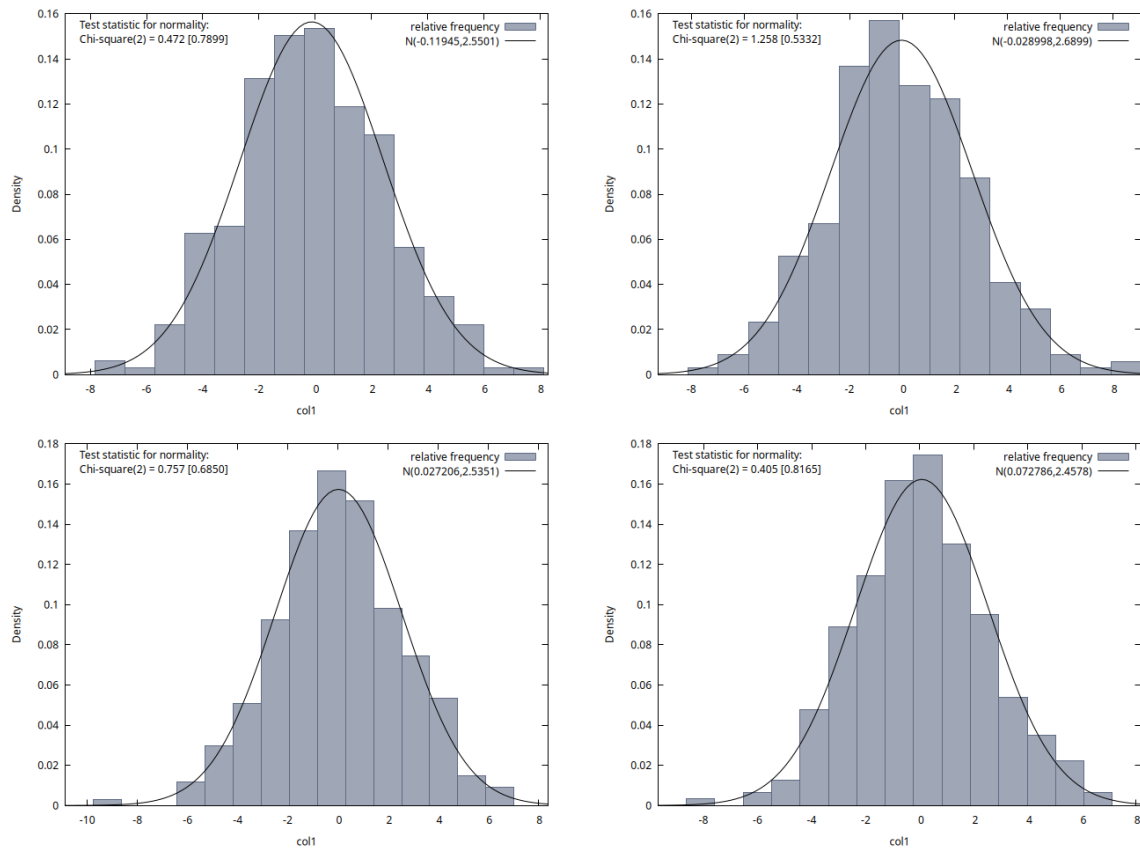 Test statistic for normality:
Chi-square(2) = 0.472 [0.7899]
relative frequency
N(-0.11945,2.5501)
0.16
0.14
0.12
0.1
0.08
0.06
0.04
0.02
0
Density
-8 -6 -4 -2 0 2 4 6 8
col1
Test statistic for normality:
Chi-square(2) = 1.258 [0.5332]
relative frequency
N(-0.028998,2.6899)
0.16
0.14
0.12
0.1
0.08
0.06
0.04
0.02
0
Density
-8 -6 -4 -2 0 2 4 6 8
col1
Test statistic for normality:
Chi-square(2) = 0.757 [0.6850]
relative frequency
N(0.027206,2.5351)
0.18
0.16
0.14
0.12
0.1
0.08
0.06
0.04
0.02
0
Density
-10 -8 -6 -4 -2 0 2 4 6 8
col1
Test statistic for normality:
Chi-square(2) = 0.405 [0.8165]
relative frequency
N(0.072786,2.4578)
0.18
0.16
0.14
0.12
0.1
0.08
0.06
0.04
0.02
0
Density
-8 -6 -4 -2 0 2 4 6 8
col1